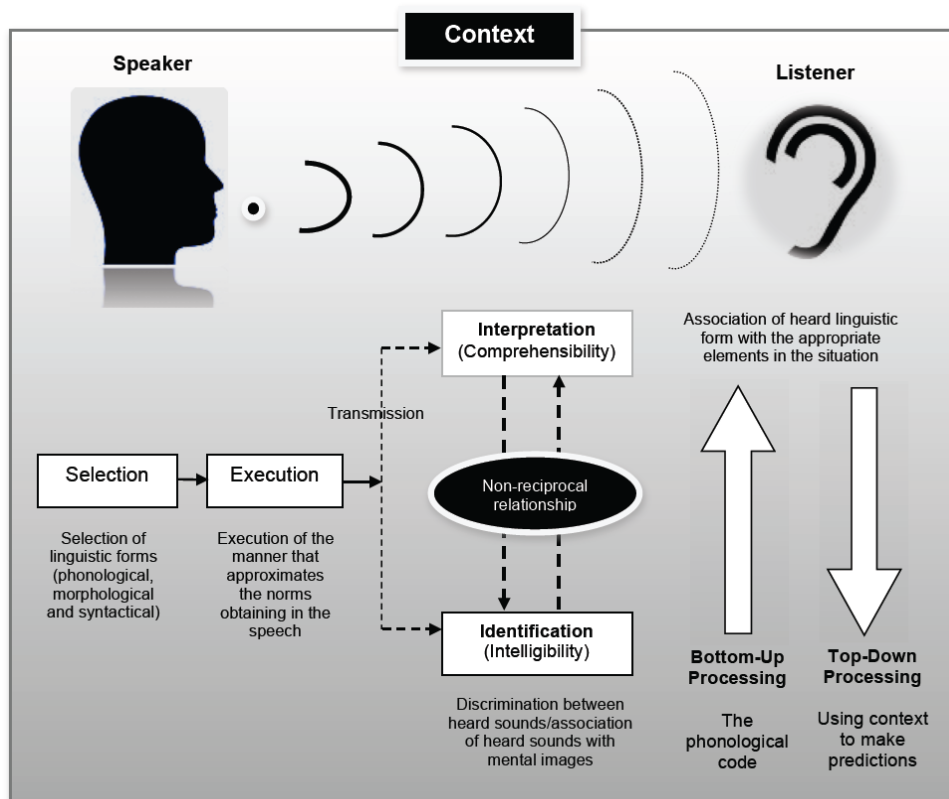 Context
Speaker
Listener
Interpretation
(Comprehensibility)
Association of heard linguistic
form with the appropriate
elements in the situation
Transmission
Selection
Execution
Non-reciprocal
relationship
Selection of
linguistic forms
(phonological,
morphological
and syntactical)
Execution of the
manner that
approximates
the norms
obtaining in the
speech
Identification
(Intelligibility)
Discrimination between
heard sounds/association
of heard sounds with
mental images
Bottom-Up
Processing
The
phonological
code
Top-Down
Processing
Using context
to make
predictions